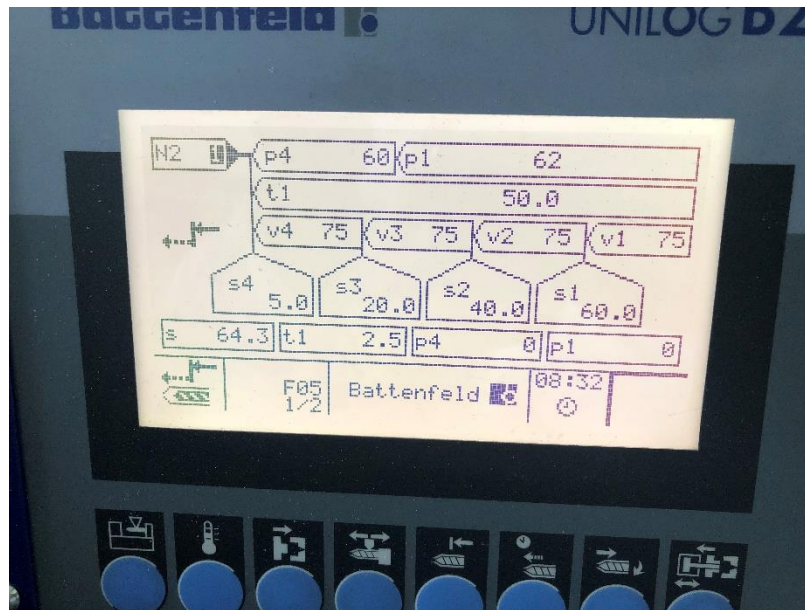 Battenfeld UNILOG B2
N2 p4 60 p1 62
t1 50.0
v4 75 v3 75 v2 75 v1 75
s4 5.0 s3 20.0 s2 40.0 s1 60.0
s 64.3 t1 2.5 p4 0 p1 0
F05 Battenfeld 08:32
1/2